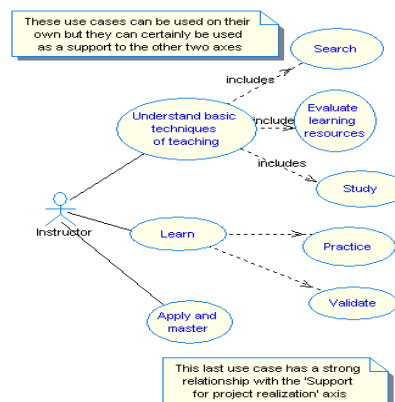 These use cases can be used on their
own but they can certainly be used
as a support to the other two axes
Search
includes
Understand basic
techniques
of teaching
include
Evaluate
learning
resources
includes
Study
Instructor
Learn
Practice
Validate
Apply and
master
This last use case has a strong
relationship with the 'Support
for project realization' axis